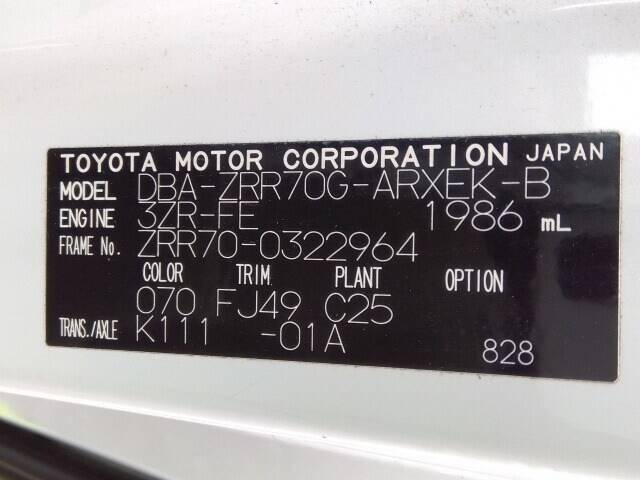 TOYOTA MOTOR CORPORATION JAPAN
MODEL DBA-ZRR70G-ARXEK-B
ENGINE 3ZR-FE 1986 mL
FRAME No. ZRR70-0322964
COLOR TRIM PLANT OPTION
070 FJ49 C25
TRANS./AXLE K111 -01A
828